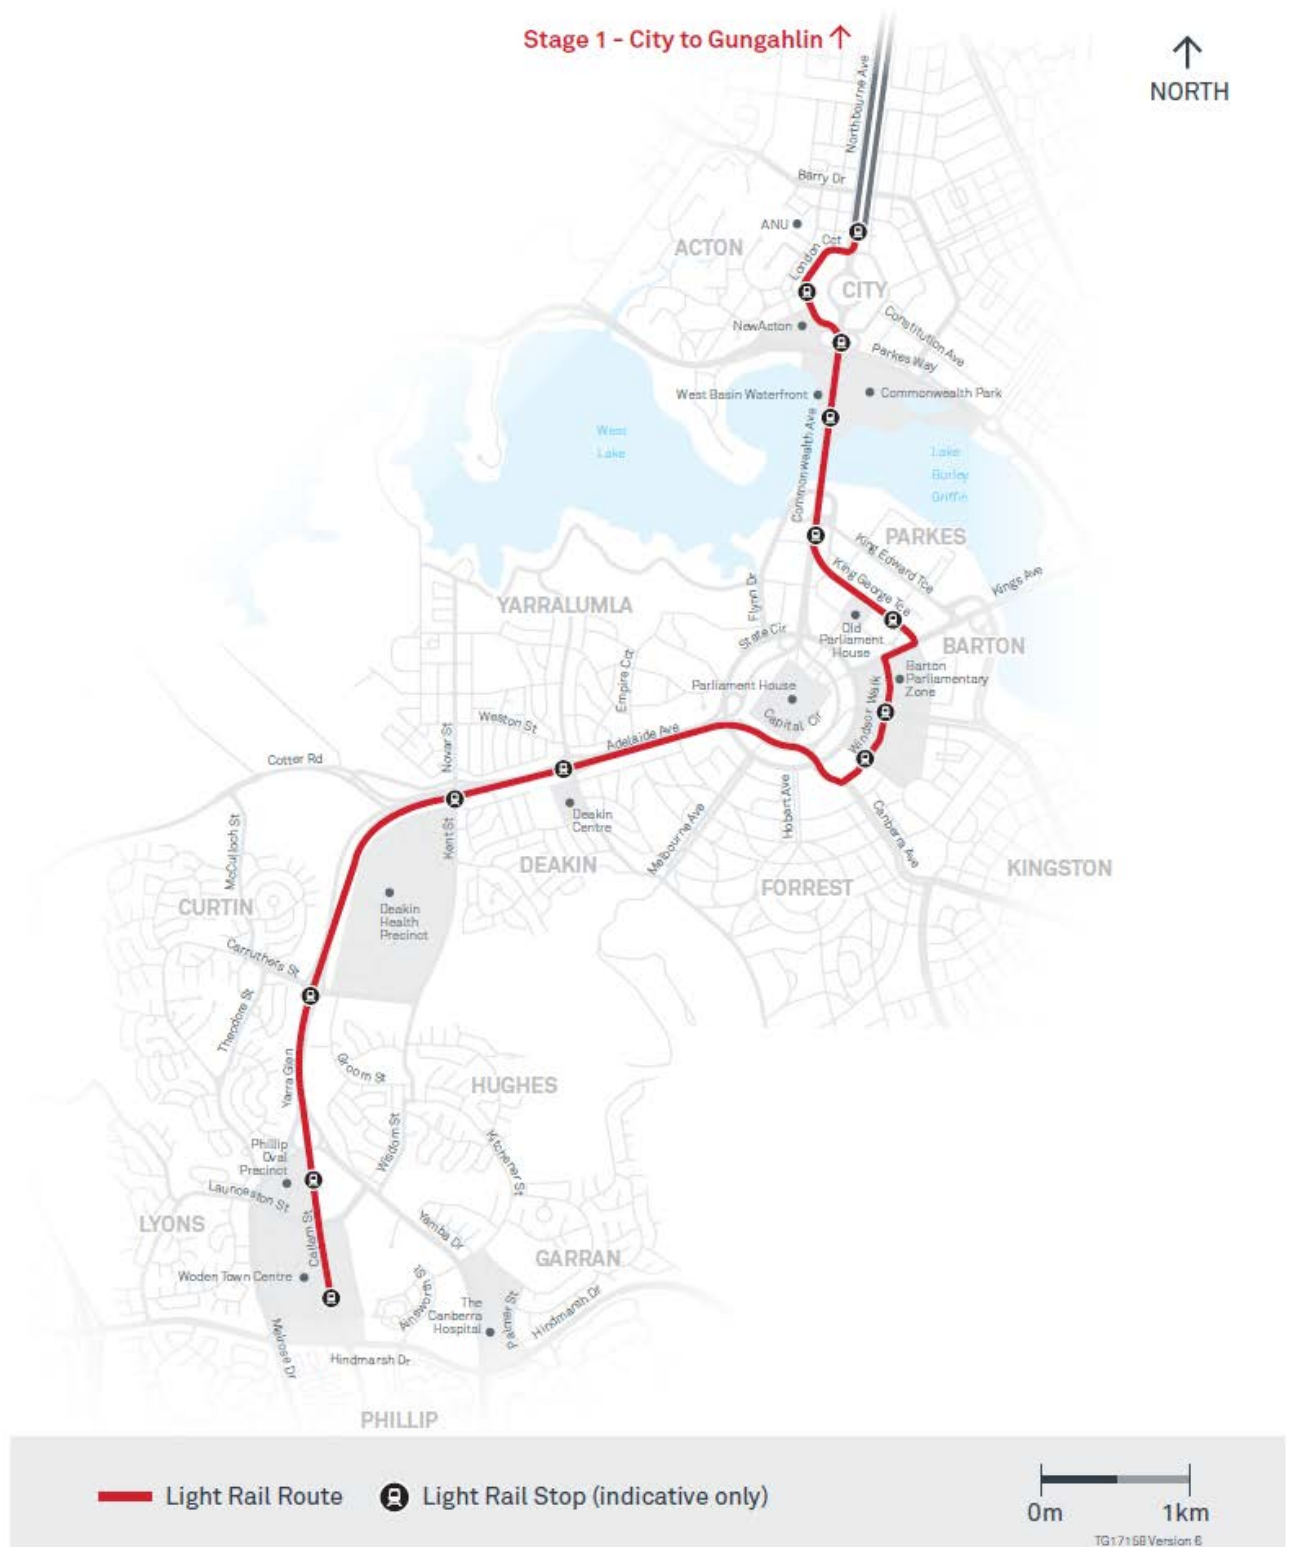 Stage 1 - City to Gungahlin ↑
NORTH
Northbourne Ave
Barry Dr
ANU
ACTON
London Cct
CITY
NewActon
Constitution Ave
Parkes Way
West Basin Waterfront
Commonwealth Park
West
Lake
Commonwealth Ave
Lake
Burley
Griffin
PARKES
King Edward Tce
Kings Ave
King George Tce
YARRALUMLA
Flynn Dr
State Cir
Old
Parliament
House
BARTON
Barton
Parliamentary
Zone
Empire Cct
Parliament House
Capital Cir
Windsor Walk
Weston St
Adelaide Ave
Novar St
Cotter Rd
Hobart Ave
Canberra Ave
Melbourne Ave
Deakin
Centre
Kent St
McCulloch St
DEAKIN
KINGSTON
FORREST
CURTIN
Deakin
Health
Precinct
Carruthers St
Theodore St
Yarra Glen
Groom St
HUGHES
Wisdom St
Kitchener St
Phillip
Oval
Precinct
Launceston St
LYONS
Callam St
Yamba Dr
GARRAN
Woden Town Centre
Ainsworth St
The
Canberra
Hospital
Palmer St
Hindmarsh Dr
Melrose Dr
Hindmarsh Dr
PHILLIP
Light Rail Route
Light Rail Stop (indicative only)
0m 1km
TG17158 Version 6